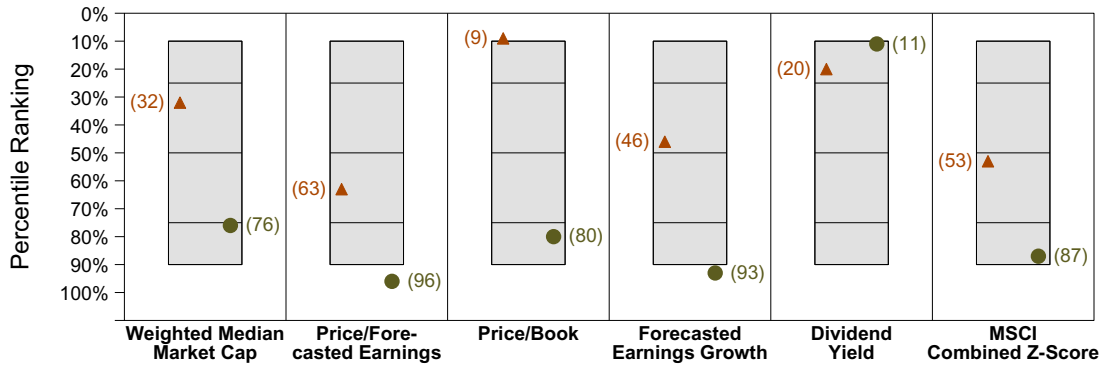 Percentile Ranking
0%
10%
20%
30%
40%
50%
60%
70%
80%
90%
100%
(32)
(76)
(63)
(96)
(9)
(80)
(46)
(93)
(20)
(11)
(53)
(87)
Weighted Median
Market Cap
Price/Fore-
casted Earnings
Price/Book
Forecasted
Earnings Growth
Dividend
Yield
MSCI
Combined Z-Score